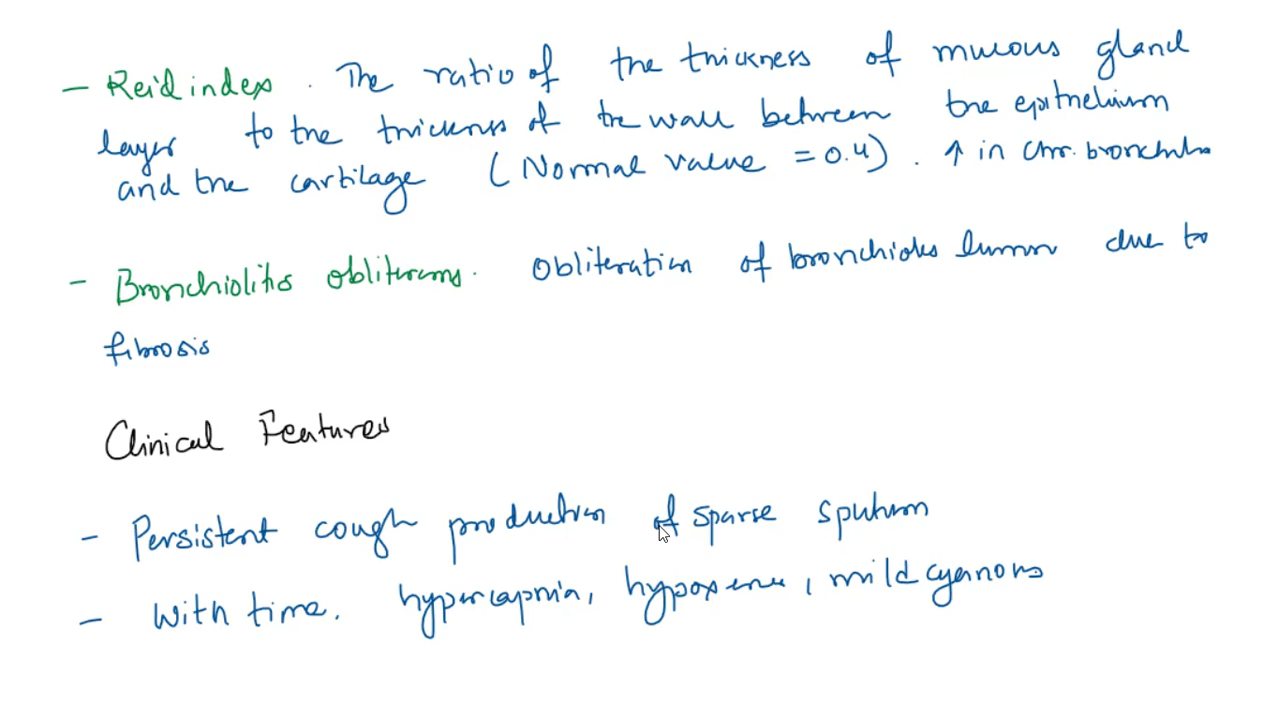 - Reid index. The ratio of the thickness of mucous gland
layer to the thickness of the wall between the epithelium
and the cartilage (Normal value = 0.4). ↑ in Chr. bronchitis
- Bronchiolitis obliterans. Obliteration of bronchioles lumen due to
fibrosis
Clinical Features
- Persistent cough production of sparse sputum
- With time. hypercapnia, hypoxemia, mild cyanosis